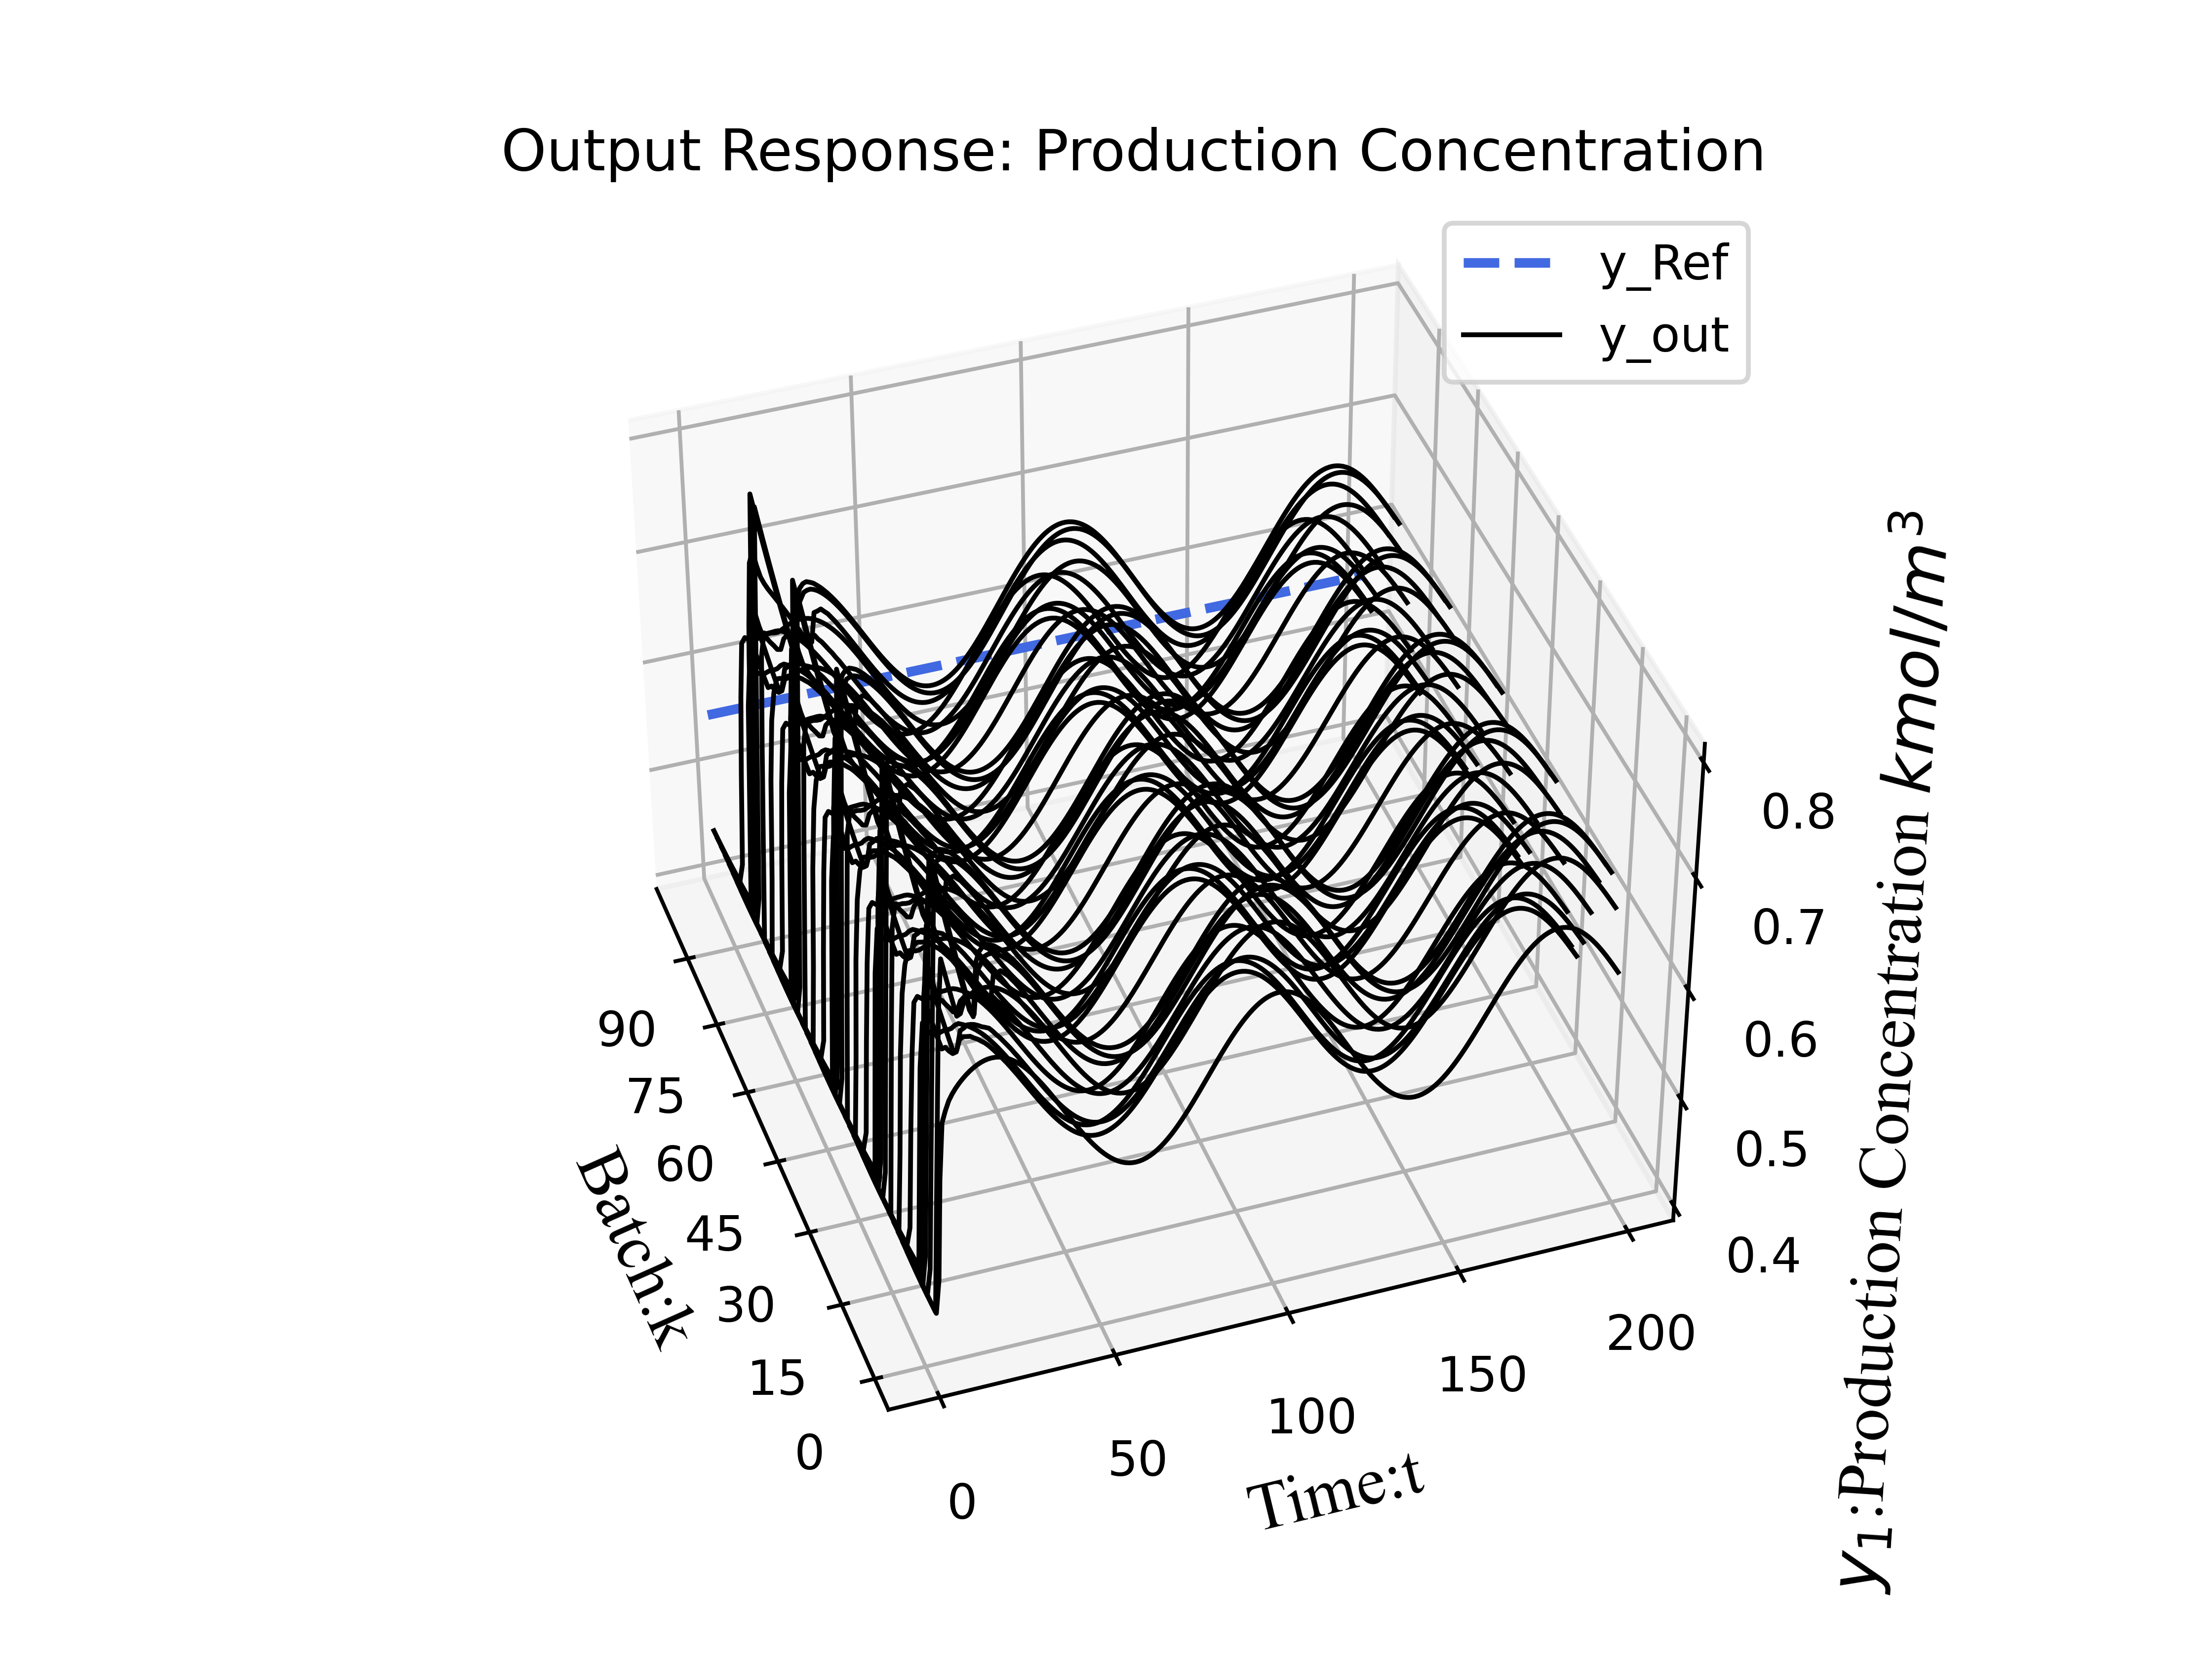 Output Response: Production Concentration
y_Ref
y_out
0.8
0.7
0.6
0.5
0.4
y₁:Production Concentration kmol/m³
90
75
60
45
30
15
0
Batch:k
0
50
100
150
200
Time:t